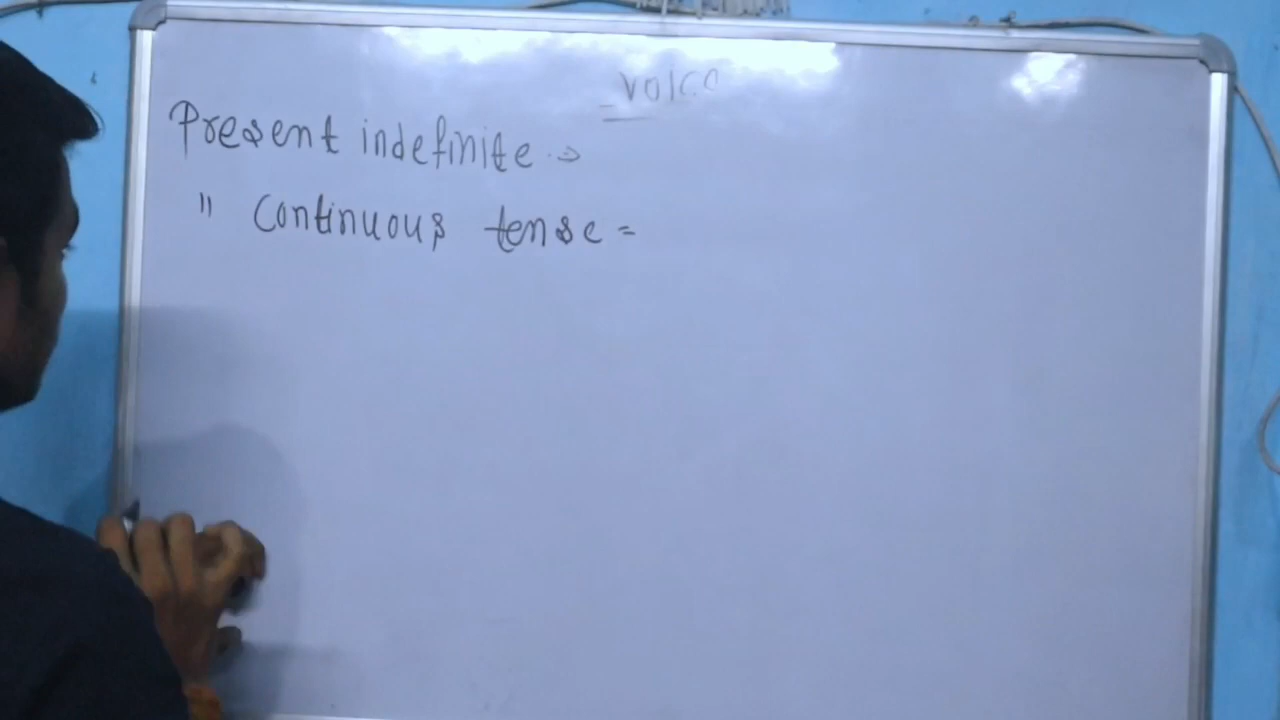 Voice
Present indefinite →
" Continuous tense =